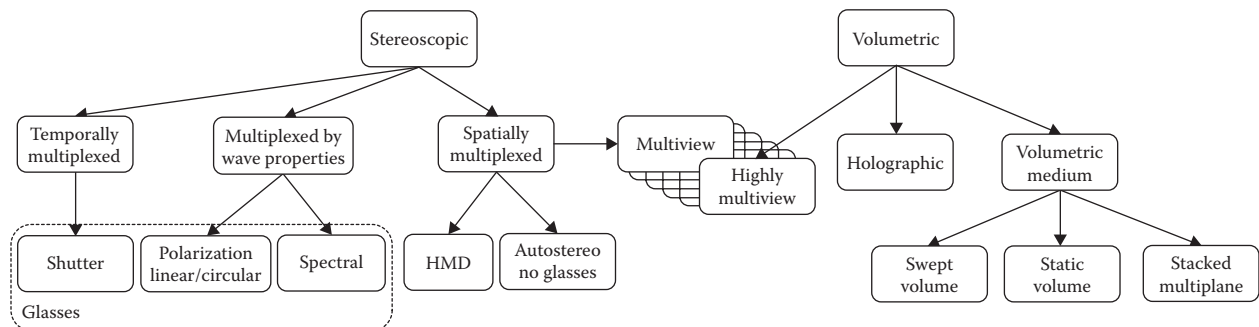 Stereoscopic
Volumetric
Temporally
multiplexed
Multiplexed by
wave properties
Spatially
multiplexed
Multiview
Highly
multiview
Holographic
Volumetric
medium
Shutter
Polarization
linear/circular
Spectral
HMD
Autostereo
no glasses
Swept
volume
Static
volume
Stacked
multiplane
Glasses